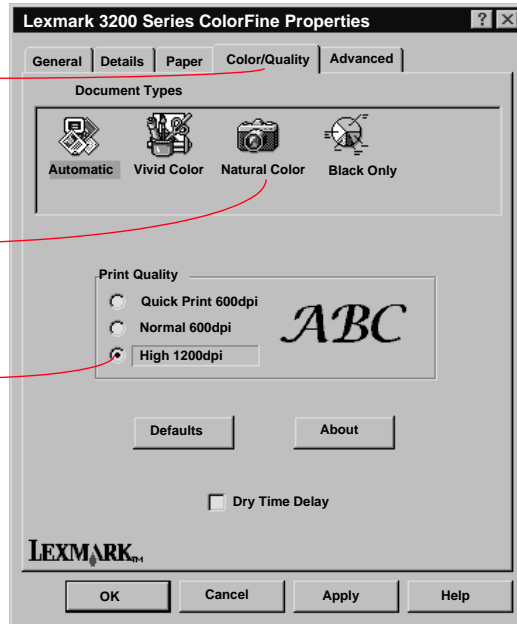 Lexmark 3200 Series ColorFine Properties ? ×
General Details Paper Color/Quality Advanced
Document Types
Automatic Vivid Color Natural Color Black Only
Print Quality
Quick Print 600dpi
Normal 600dpi
High 1200dpi
ABC
Defaults About
Dry Time Delay
LEXMARK™
OK Cancel Apply Help